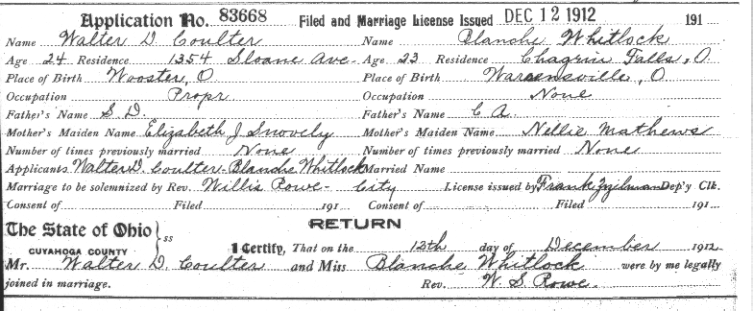 Application No. 83668 Filed and Marriage License Issued DEC 12 1912 191
Name Walter D Coulter Name Blanche Whitlock
Age 24 Residence 1354 Sloane Ave. Age 23 Residence Chagrin Falls, O.
Place of Birth Wooster, O Place of Birth Warrensville, O.
Occupation Propr. Occupation None
Father's Name S. D. Father's Name C A.
Mother's Maiden Name Elizabeth J Snovely Mother's Maiden Name Nellie Mathews
Number of times previously married None Number of times previously married None
Applicants Walter D. Coulter-Blanche Whitlock Married Name
Marriage to be solemnized by Rev. Willis Rowe- City License issued by Frank Dep'y Clk.
Consent of Filed 191 Consent of Filed 191
RETURN
The State of Ohio } ss
CUYAHOGA COUNTY I Certify, That on the 12th day of December 1912
Mr. Walter D. Coulter and Miss Blanche Whitlock were by me legally
joined in marriage. Rev. W. S. Rowe.